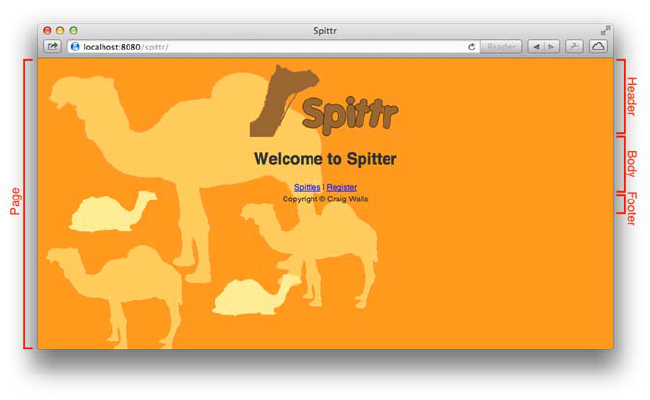 Spittr
localhost:8080/spittr/
Reader
Spittr
Welcome to Spitter
Spittles | Register
Copyright © Craig Walls
Page
Header
Body
Footer